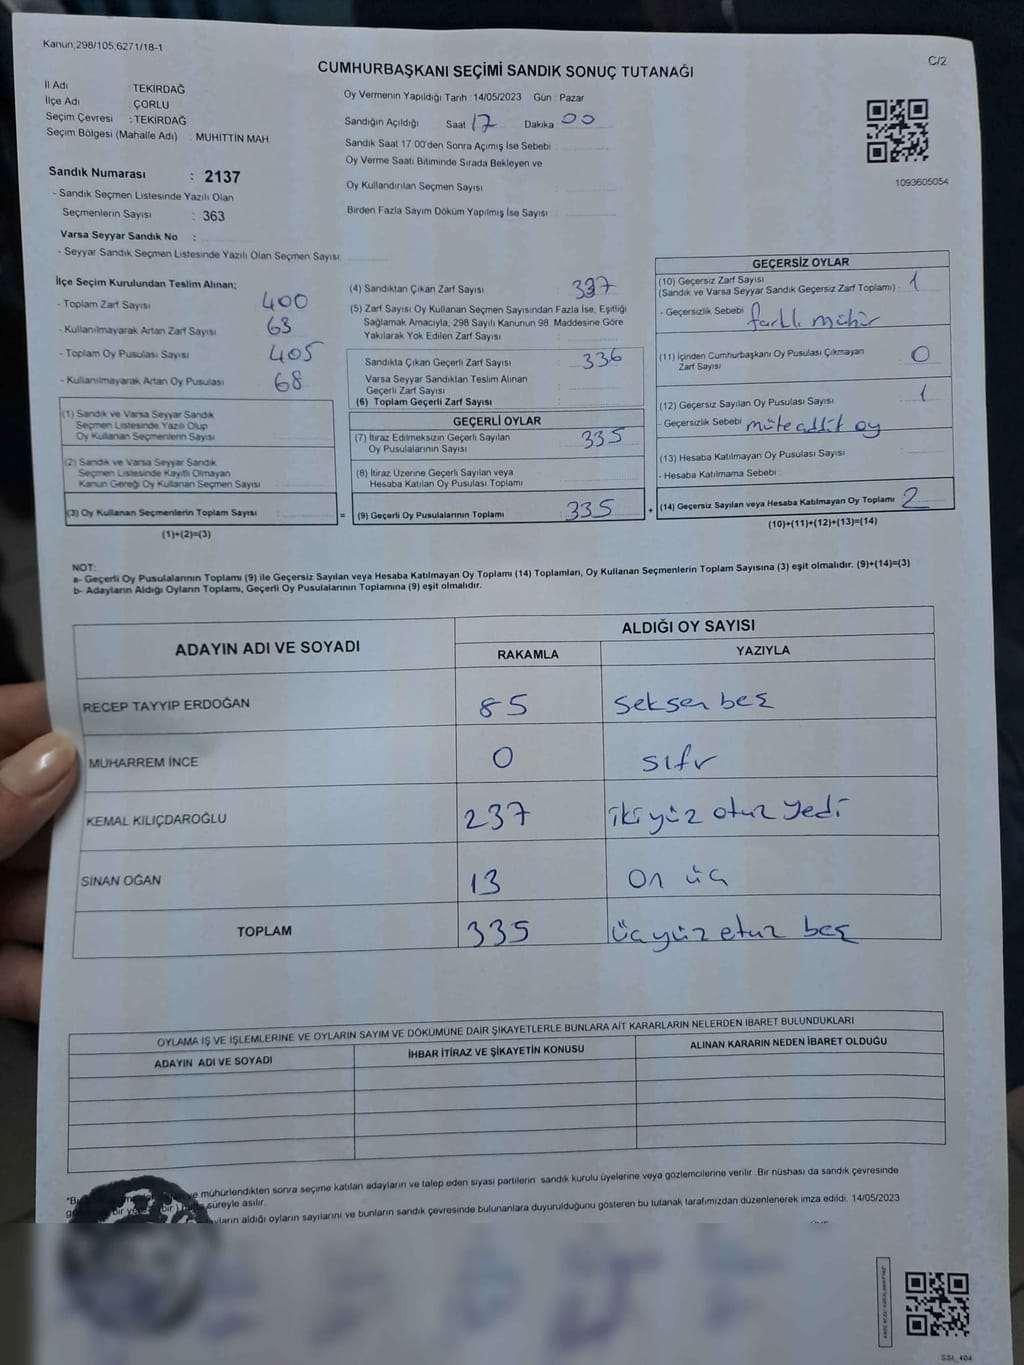 Kanun;298/105,6271/18-1
C/2
CUMHURBAŞKANI SEÇİMİ SANDIK SONUÇ TUTANAĞI
İl Adı : TEKİRDAĞ
İlçe Adı : ÇORLU
Seçim Çevresi : TEKİRDAĞ
Seçim Bölgesi (Mahalle Adı) : MUHITTIN MAH
Sandık Numarası : 2137
- Sandık Seçmen Listesinde Yazılı Olan
Seçmenlerin Sayısı : 363
Varsa Seyyar Sandık No :
- Seyyar Sandık Seçmen Listesinde Yazılı Olan Seçmen Sayısı
Oy Vermenin Yapıldığı Tarih : 14/05/2023 Gün : Pazar
Sandığın Açıldığı Saat 17 Dakika 00
Sandık Saat 17 00'den Sonra Açımış İse Sebebi
Oy Verme Saati Bitiminde Sırada Bekleyen ve
Oy Kullandırılan Seçmen Sayısı
Birden Fazla Sayım Döküm Yapılmış İse Sayısı
1093605054
İlçe Seçim Kurulundan Teslim Alınan;
- Toplam Zarf Sayısı 400
- Kullanılmayarak Artan Zarf Sayısı 63
- Toplam Oy Pusulası Sayısı 405
- Kullanılmayarak Artan Oy Pusulası 68
(1) Sandık ve Varsa Seyyar Sandık
Seçmen Listesinde Yazılı Olup
Oy Kullanan Seçmenlerin Sayısı
(2) Sandık ve Varsa Seyyar Sandık
Seçmen Listesinde Kayıtlı Olmayan
Kanun Gereği Oy Kullanan Seçmen Sayısı
(3) Oy Kullanan Seçmenlerin Toplam Sayısı
(1)+(2)=(3)
=
(4) Sandıktan Çıkan Zarf Sayısı 337
(5) Zarf Sayısı Oy Kullanan Seçmen Sayısından Fazla İse, Eşitliği
Sağlamak Amacıyla, 298 Sayılı Kanunun 98 Maddesine Göre
Yakılarak Yok Edilen Zarf Sayısı
Sandıkta Çıkan Geçerli Zarf Sayısı 336
Varsa Seyyar Sandıktan Teslim Alınan
Geçerli Zarf Sayısı
(6) Toplam Geçerli Zarf Sayısı
GEÇERLİ OYLAR
(7) İtiraz Edilmeksizin Geçerli Sayılan
Oy Pusulalarının Sayısı 335
(8) İtiraz Üzerine Geçerli Sayılan veya
Hesaba Katılan Oy Pusulası Toplamı
(9) Geçerli Oy Pusulalarının Toplamı : 335
+
GEÇERSİZ OYLAR
(10) Geçersiz Zarf Sayısı
(Sandık ve Varsa Seyyar Sandık Geçersiz Zarf Toplamı) : 1
- Geçersizlik Sebebi farklı mühür
(11) İçinden Cumhurbaşkanı Oy Pusulası Çıkmayan
Zarf Sayısı 0
(12) Geçersiz Sayılan Oy Pusulası Sayısı 1
- Geçersizlik Sebebi müteaddit oy
(13) Hesaba Katılmayan Oy Pusulası Sayısı
- Hesaba Katılmama Sebebi
(14) Geçersiz Sayılan veya Hesaba Katılmayan Oy Toplamı 2
(10)+(11)+(12)+(13)=(14)
NOT:
a- Geçerli Oy Pusulalarının Toplamı (9) ile Geçersiz Sayılan veya Hesaba Katılmayan Oy Toplamı (14) Toplamları, Oy Kullanan Seçmenlerin Toplam Sayısına (3) eşit olmalıdır. (9)+(14)=(3)
b- Adayların Aldığı Oyların Toplamı, Geçerli Oy Pusulalarının Toplamına (9) eşit olmalıdır.
ADAYIN ADI VE SOYADI
ALDIĞI OY SAYISI
RAKAMLA YAZIYLA
RECEP TAYYİP ERDOĞAN 85 seksen beş
MUHARREM İNCE 0 sıfır
KEMAL KILIÇDAROĞLU 237 iki yüz otuz yedi
SİNAN OĞAN 13 on üç
TOPLAM 335 üçyüz otuz beş
OYLAMA İŞ VE İŞLEMLERİNE VE OYLARIN SAYIM VE DÖKÜMÜNE DAİR ŞİKAYETLERLE BUNLARA AİT KARARLARIN NELERDEN İBARET BULUNDUKLARI
ADAYIN ADI VE SOYADI İHBAR İTİRAZ VE ŞİKAYETİN KONUSU ALINAN KARARIN NEDEN İBARET OLDUĞU
ve mühürlendikten sonra seçime katılan adayların ve talep eden siyasi partilerin sandık kurulu üyelerine veya gözlemcilerine verilir. Bir nüshası da sandık çevresinde
süreyle asılır.
aldığı oyların sayılarını ve bunların sandık çevresinde bulunanlara duyurulduğunu gösteren bu tutanak tarafımızdan düzenlenerek imza edildi. 14/05/2023